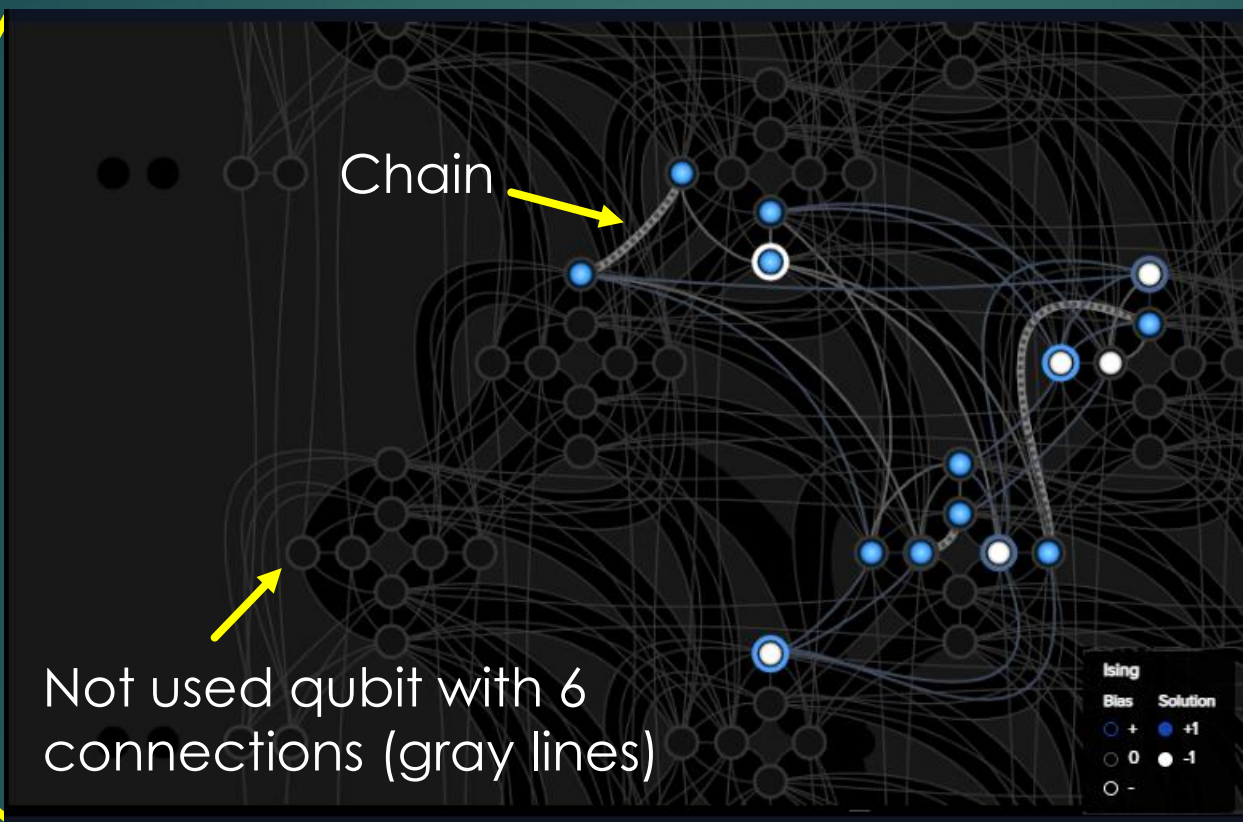 Chain
Not used qubit with 6
connections (gray lines)
Ising
Bias Solution
+ +1
0 -1
-